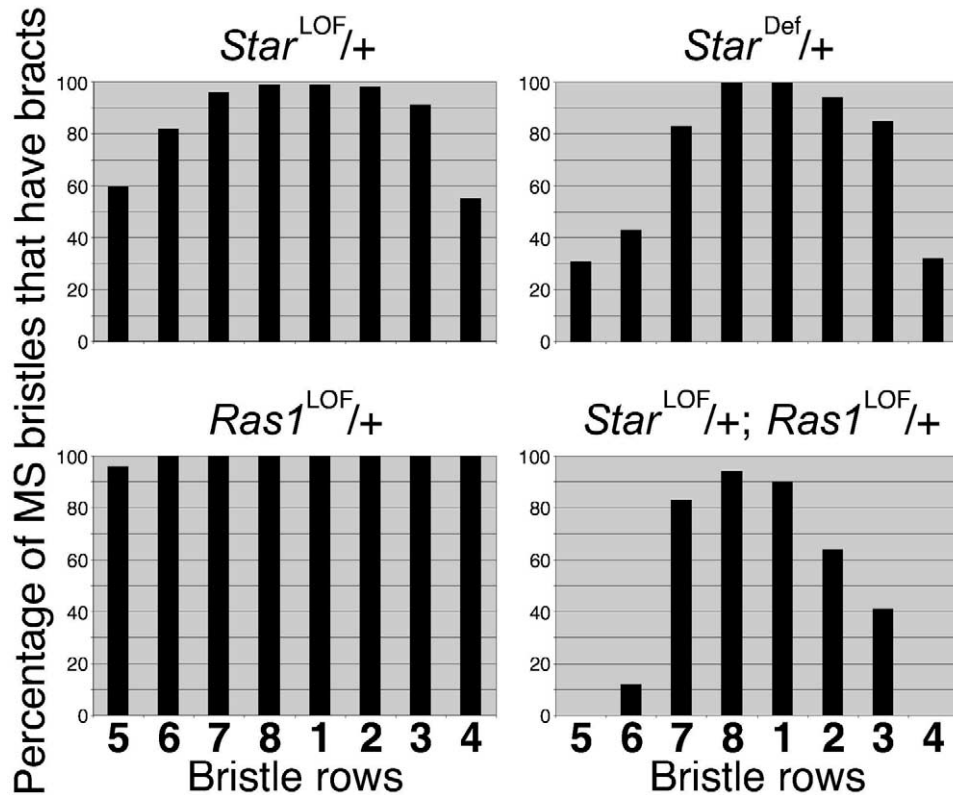 Percentage of MS bristles that have bracts
Star^LOF/+
100
80
60
40
20
0
Star^Def/+
100
80
60
40
20
0
Ras1^LOF/+
100
80
60
40
20
0
5 6 7 8 1 2 3 4
Bristle rows
Star^LOF/+; Ras1^LOF/+
100
80
60
40
20
0
5 6 7 8 1 2 3 4
Bristle rows